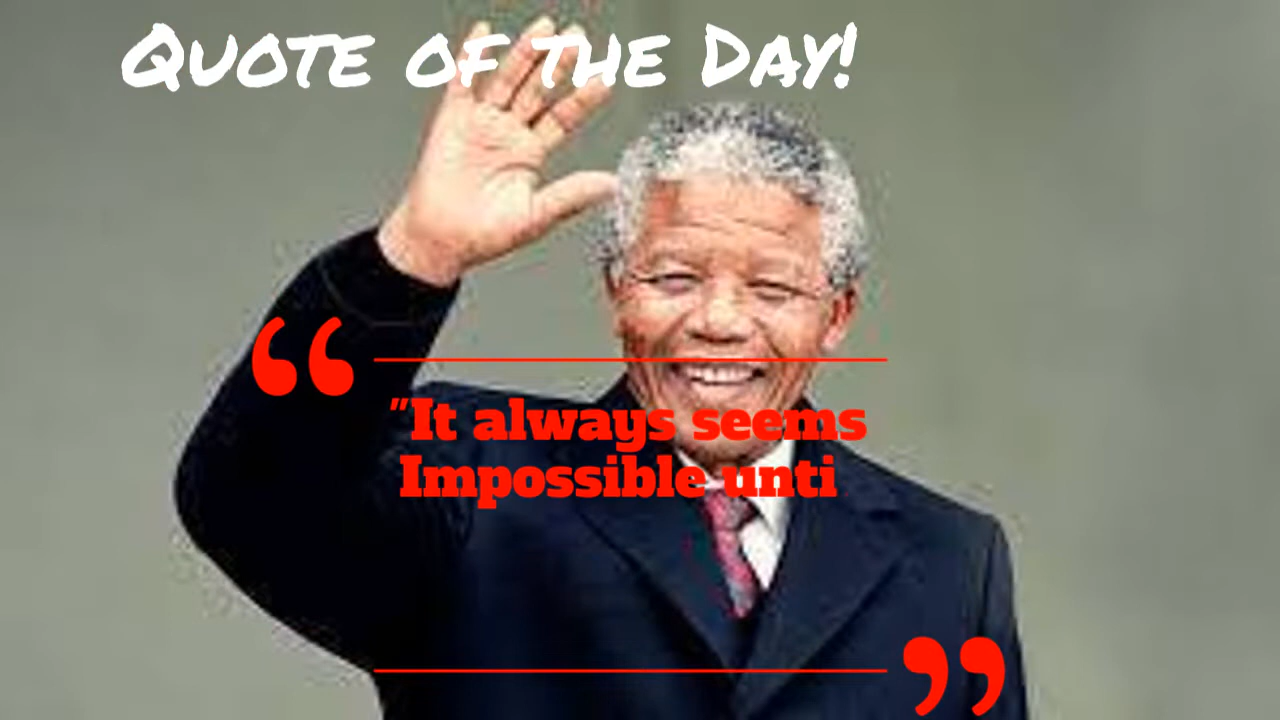 Quote of the Day!
“
"It always seems
Impossible unti
”